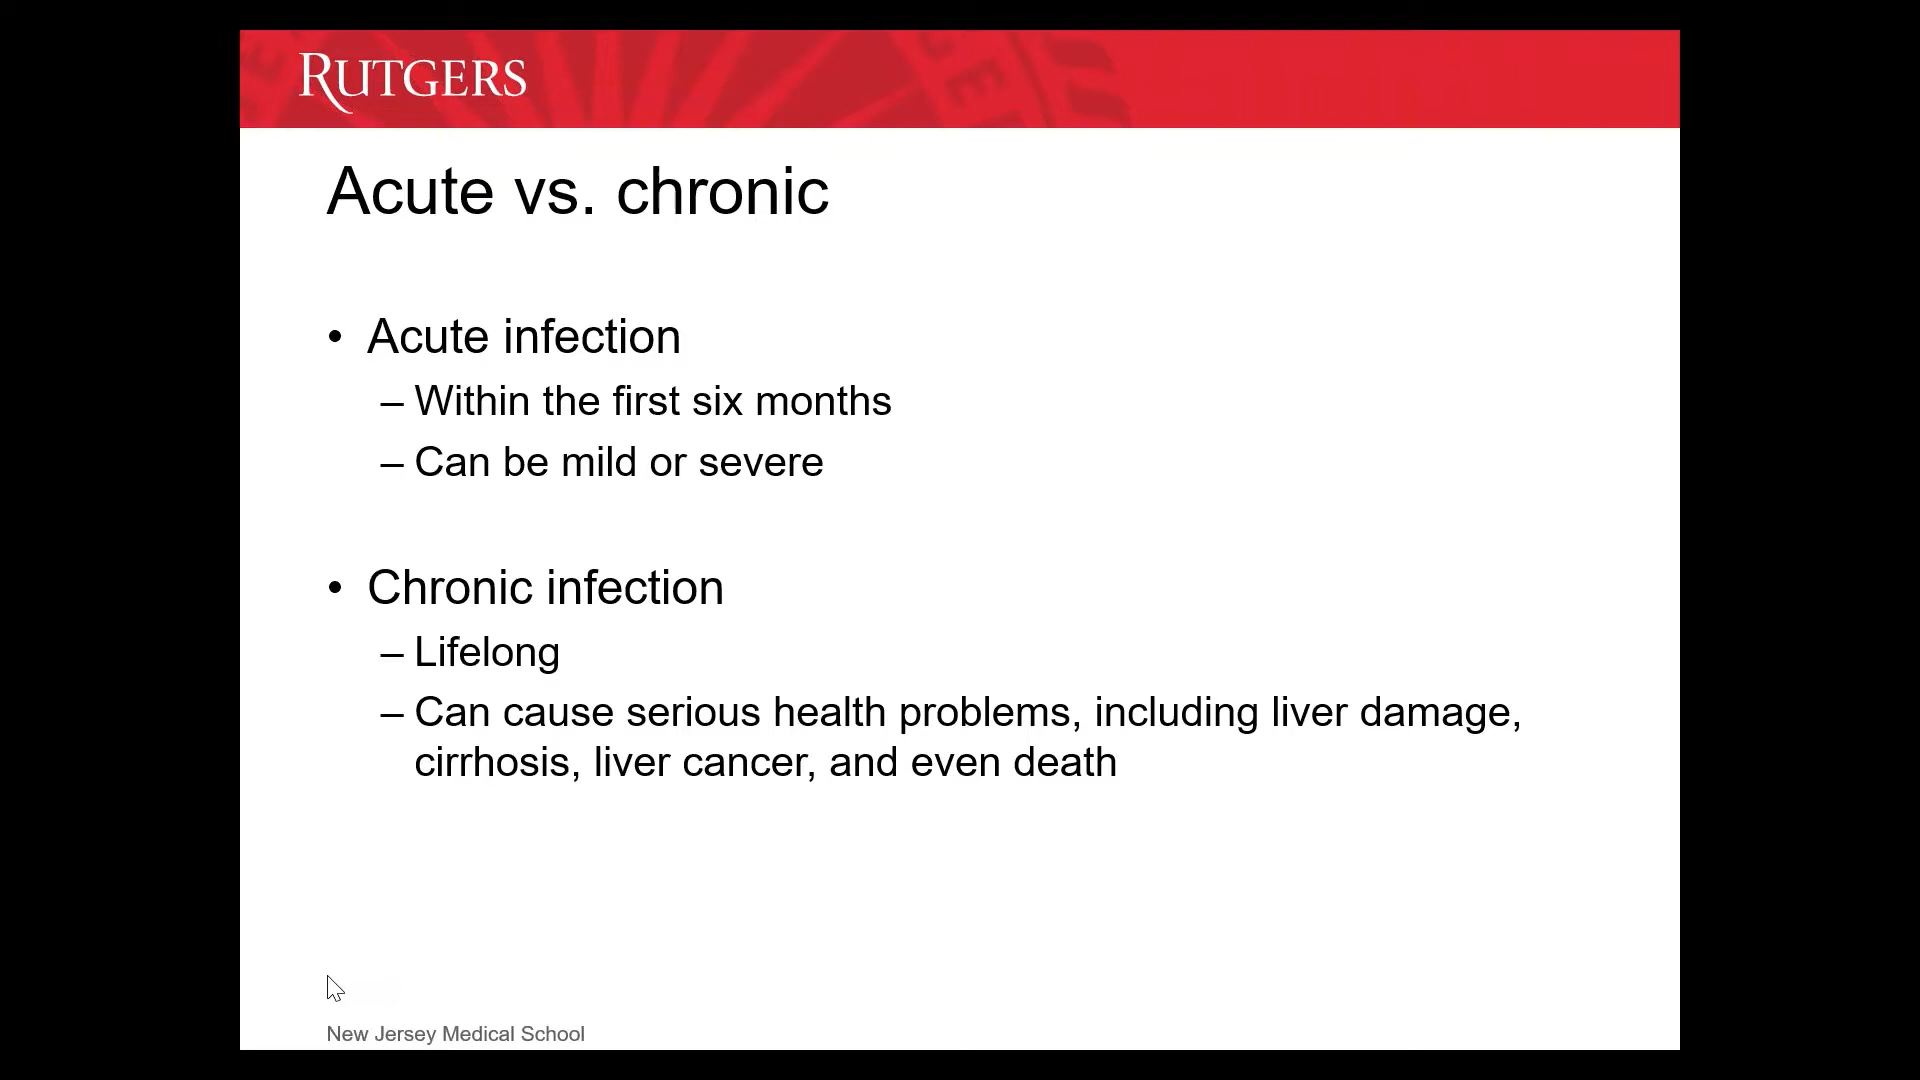 RUTGERS
Acute vs. chronic
• Acute infection
– Within the first six months
– Can be mild or severe
• Chronic infection
– Lifelong
– Can cause serious health problems, including liver damage,
cirrhosis, liver cancer, and even death
New Jersey Medical School